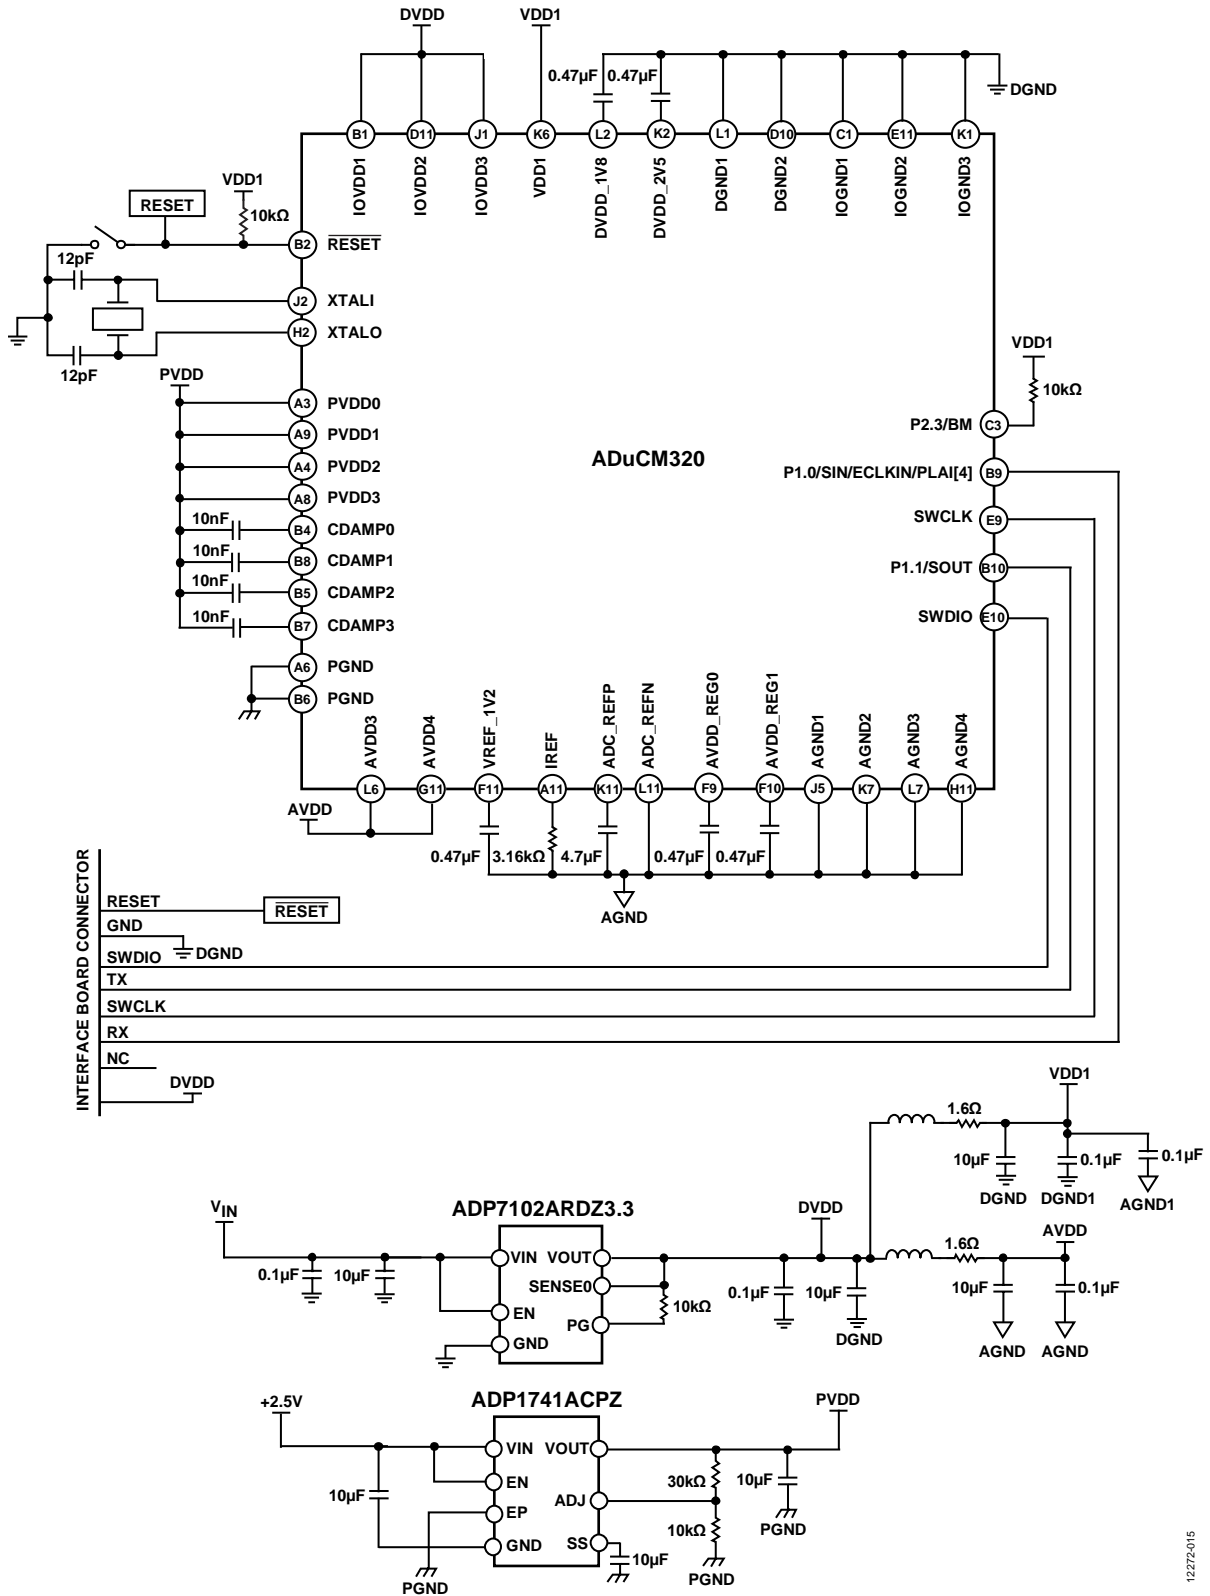 DVDD
VDD1
0.47µF
0.47µF
DGND
B1
D11
J1
K6
L2
K2
L1
D10
C1
E11
K1
IOVDD1
IOVDD2
IOVDD3
VDD1
DVDD_1V8
DVDD_2V5
DGND1
DGND2
IOGND1
IOGND2
IOGND3
VDD1
RESET
10kΩ
B2 RESET
12pF
J2 XTALI
H2 XTALO
12pF
PVDD
A3 PVDD0
A9 PVDD1
A4 PVDD2
A8 PVDD3
10nF B4 CDAMP0
10nF B8 CDAMP1
10nF B5 CDAMP2
10nF B7 CDAMP3
A6 PGND
B6 PGND
ADuCM320
VDD1
10kΩ
P2.3/BM C3
P1.0/SIN/ECLKIN/PLAI[4] B9
SWCLK E9
P1.1/SOUT B10
SWDIO E10
AVDD3
AVDD4
VREF_1V2
IREF
ADC_REFP
ADC_REFN
AVDD_REG0
AVDD_REG1
AGND1
AGND2
AGND3
AGND4
L6
G11
F11
A11
K11
L11
F9
F10
J5
K7
L7
H11
AVDD
0.47µF
3.16kΩ
4.7µF
0.47µF
0.47µF
AGND
INTERFACE BOARD CONNECTOR
RESET
RESET
GND
DGND
SWDIO
TX
SWCLK
RX
NC
DVDD
VDD1
1.6Ω
10µF
0.1µF
0.1µF
DGND
DGND1
AGND1
ADP7102ARDZ3.3
VIN
VIN
VOUT
SENSE0
EN
PG
GND
0.1µF
10µF
10kΩ
DVDD
0.1µF
10µF
DGND
1.6Ω
AVDD
10µF
0.1µF
AGND
AGND
ADP1741ACPZ
+2.5V
VIN
VOUT
EN
ADJ
EP
GND
SS
10µF
PGND
10µF
30kΩ
10kΩ
PGND
PVDD
10µF
PGND
12272-015